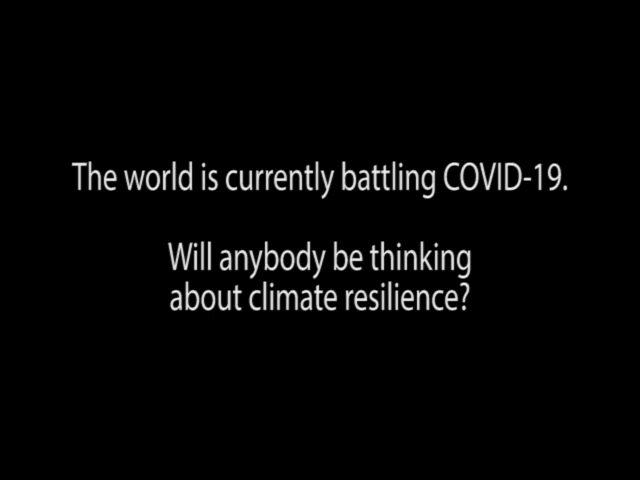 The world is currently battling COVID-19.
Will anybody be thinking
about climate resilience?